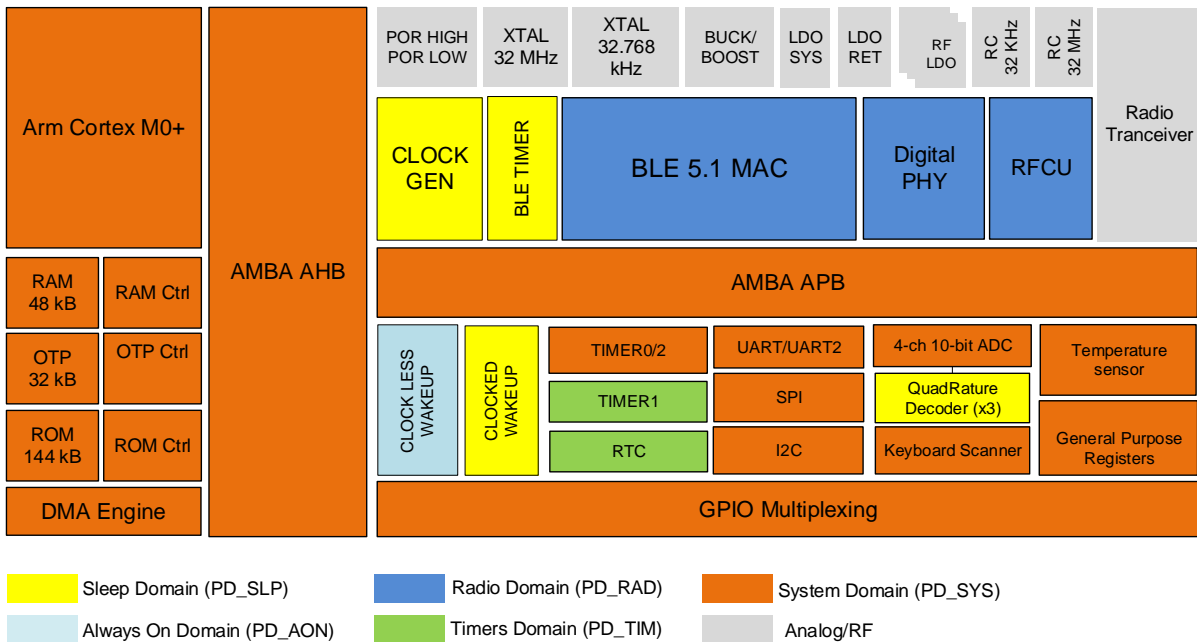 Arm Cortex M0+
RAM
48 kB
RAM Ctrl
OTP
32 kB
OTP Ctrl
ROM
144 kB
ROM Ctrl
DMA Engine
AMBA AHB
POR HIGH
POR LOW
XTAL
32 MHz
XTAL
32.768
kHz
BUCK/
BOOST
LDO
SYS
LDO
RET
RF
LDO
RC
32 KHz
RC
32 MHz
Radio
Tranceiver
CLOCK
GEN
BLE TIMER
BLE 5.1 MAC
Digital
PHY
RFCU
AMBA APB
CLOCK LESS
WAKEUP
CLOCKED
WAKEUP
TIMER0/2
TIMER1
RTC
UART/UART2
SPI
I2C
4-ch 10-bit ADC
QuadRature
Decoder (x3)
Keyboard Scanner
Temperature
sensor
General Purpose
Registers
GPIO Multiplexing
Sleep Domain (PD_SLP)
Radio Domain (PD_RAD)
System Domain (PD_SYS)
Always On Domain (PD_AON)
Timers Domain (PD_TIM)
Analog/RF